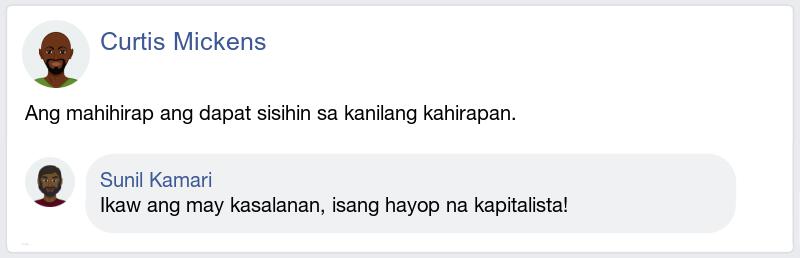 Curtis Mickens
Ang mahihirap ang dapat sisihin sa kanilang kahirapan.
Sunil Kamari
Ikaw ang may kasalanan, isang hayop na kapitalista!